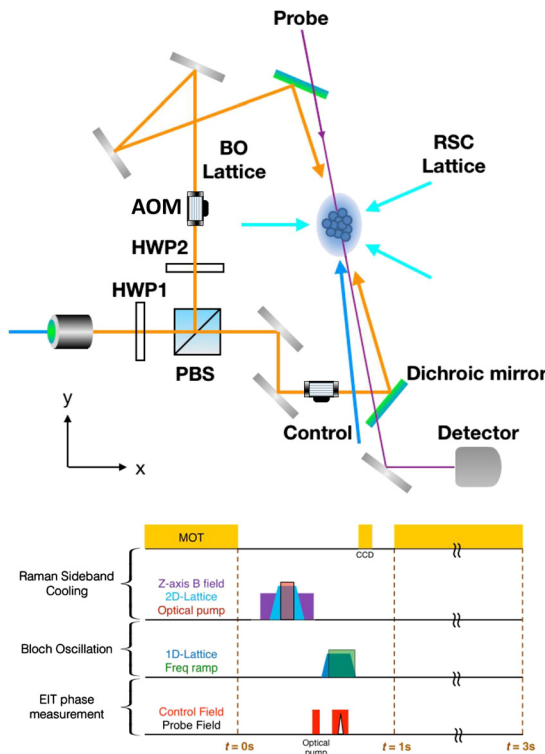 Probe
BO
Lattice
RSC
Lattice
AOM
HWP2
HWP1
PBS
Dichroic mirror
y
x
Control
Detector
MOT
CCD
Raman Sideband
Cooling
Z-axis B field
2D-Lattice
Optical pump
Bloch Oscillation
1D-Lattice
Freq ramp
EIT phase
measurement
Control Field
Probe Field
t = 0s
Optical
pump
t = 1s
t = 3s